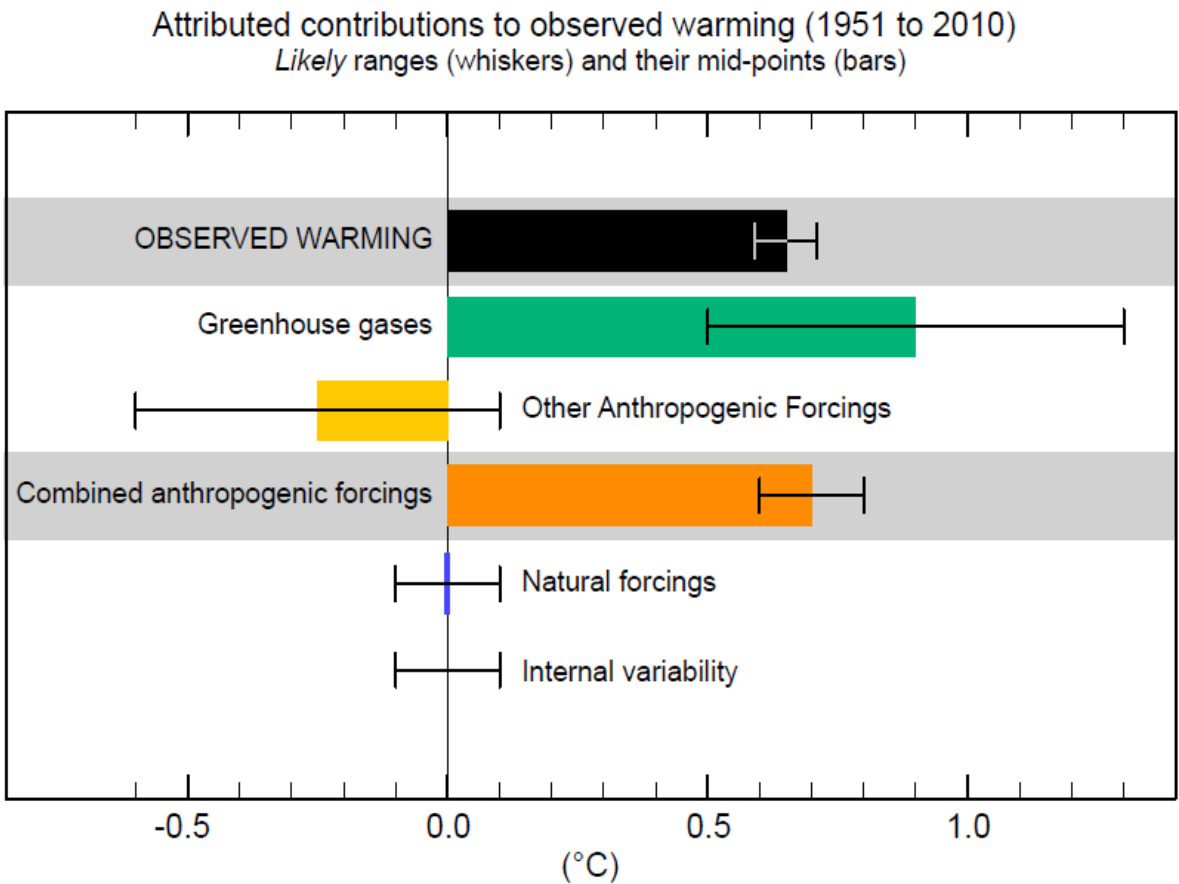 Attributed contributions to observed warming (1951 to 2010)
Likely ranges (whiskers) and their mid-points (bars)
OBSERVED WARMING
Greenhouse gases
Other Anthropogenic Forcings
Combined anthropogenic forcings
Natural forcings
Internal variability
-0.5 0.0 0.5 1.0
(°C)